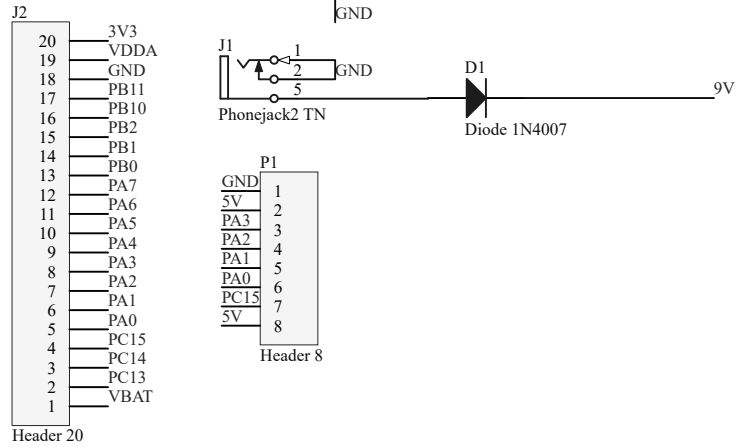 GND
J2
20 3V3
19 VDDA
18 GND
17 PB11
16 PB10
15 PB2
14 PB1
13 PB0
12 PA7
11 PA6
10 PA5
9 PA4
8 PA3
7 PA2
6 PA1
5 PA0
4 PC15
3 PC14
2 PC13
1 VBAT
Header 20
J1
1
2 GND
5
Phonejack2 TN
D1
Diode 1N4007
9V
P1
GND 1
5V 2
PA3 3
PA2 4
PA1 5
PA0 6
PC15 7
5V 8
Header 8